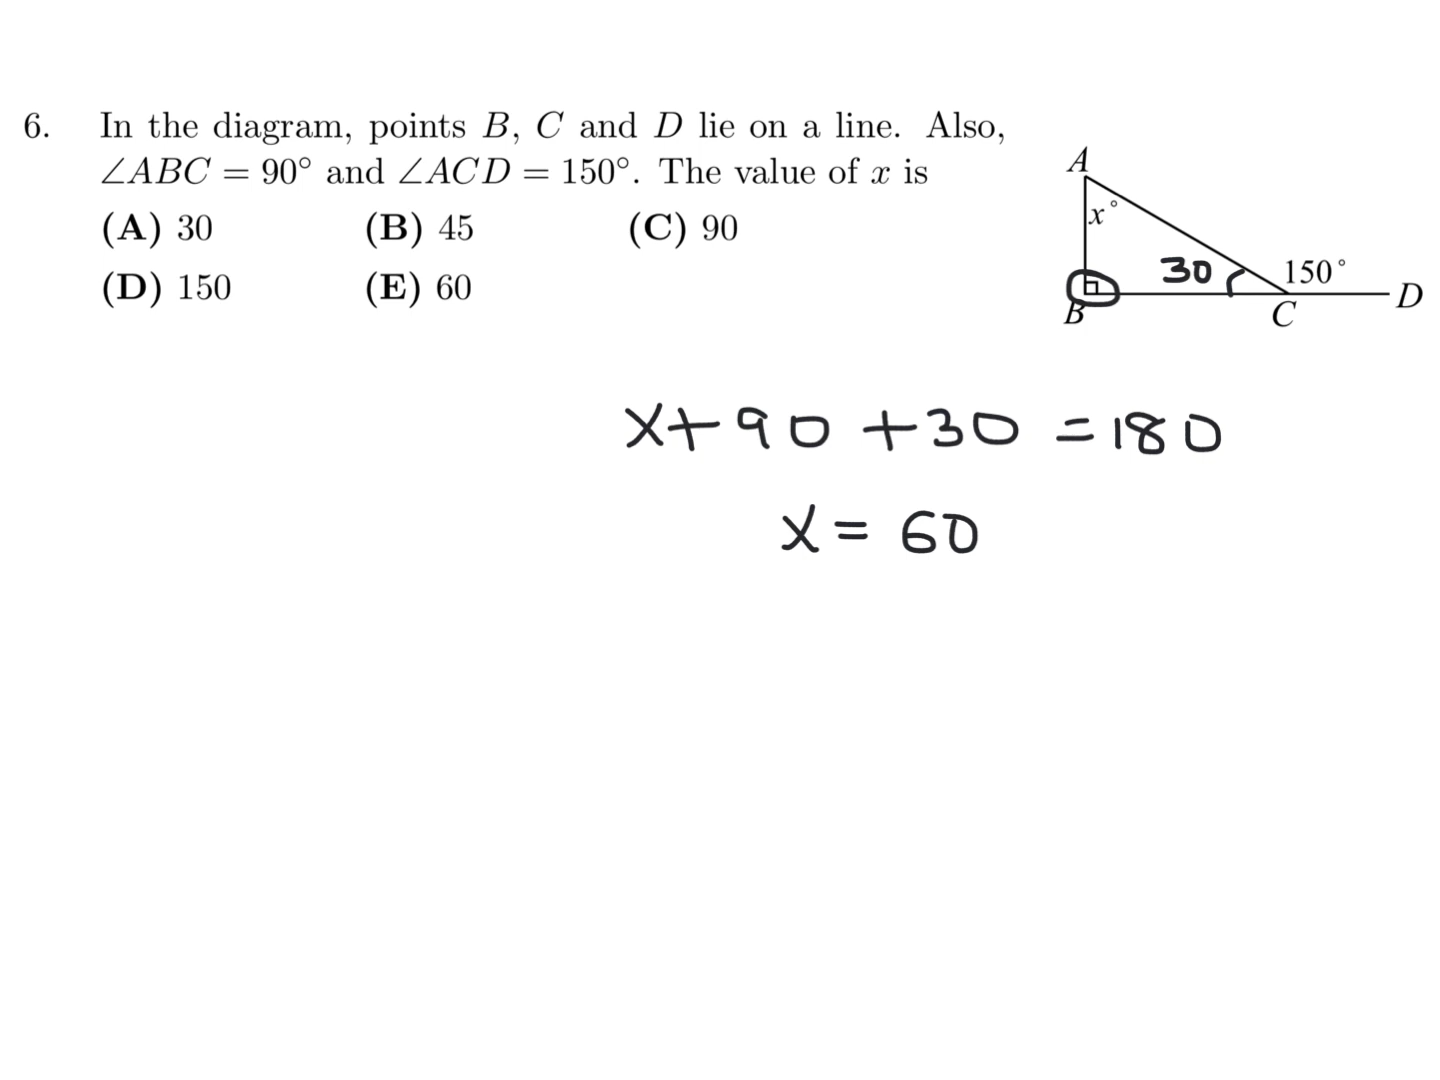 6. In the diagram, points B, C and D lie on a line. Also,
∠ABC = 90° and ∠ACD = 150°. The value of x is
(A) 30 (B) 45 (C) 90
(D) 150 (E) 60
A
x°
30 150°
B C D
x+90+30=180
x=60